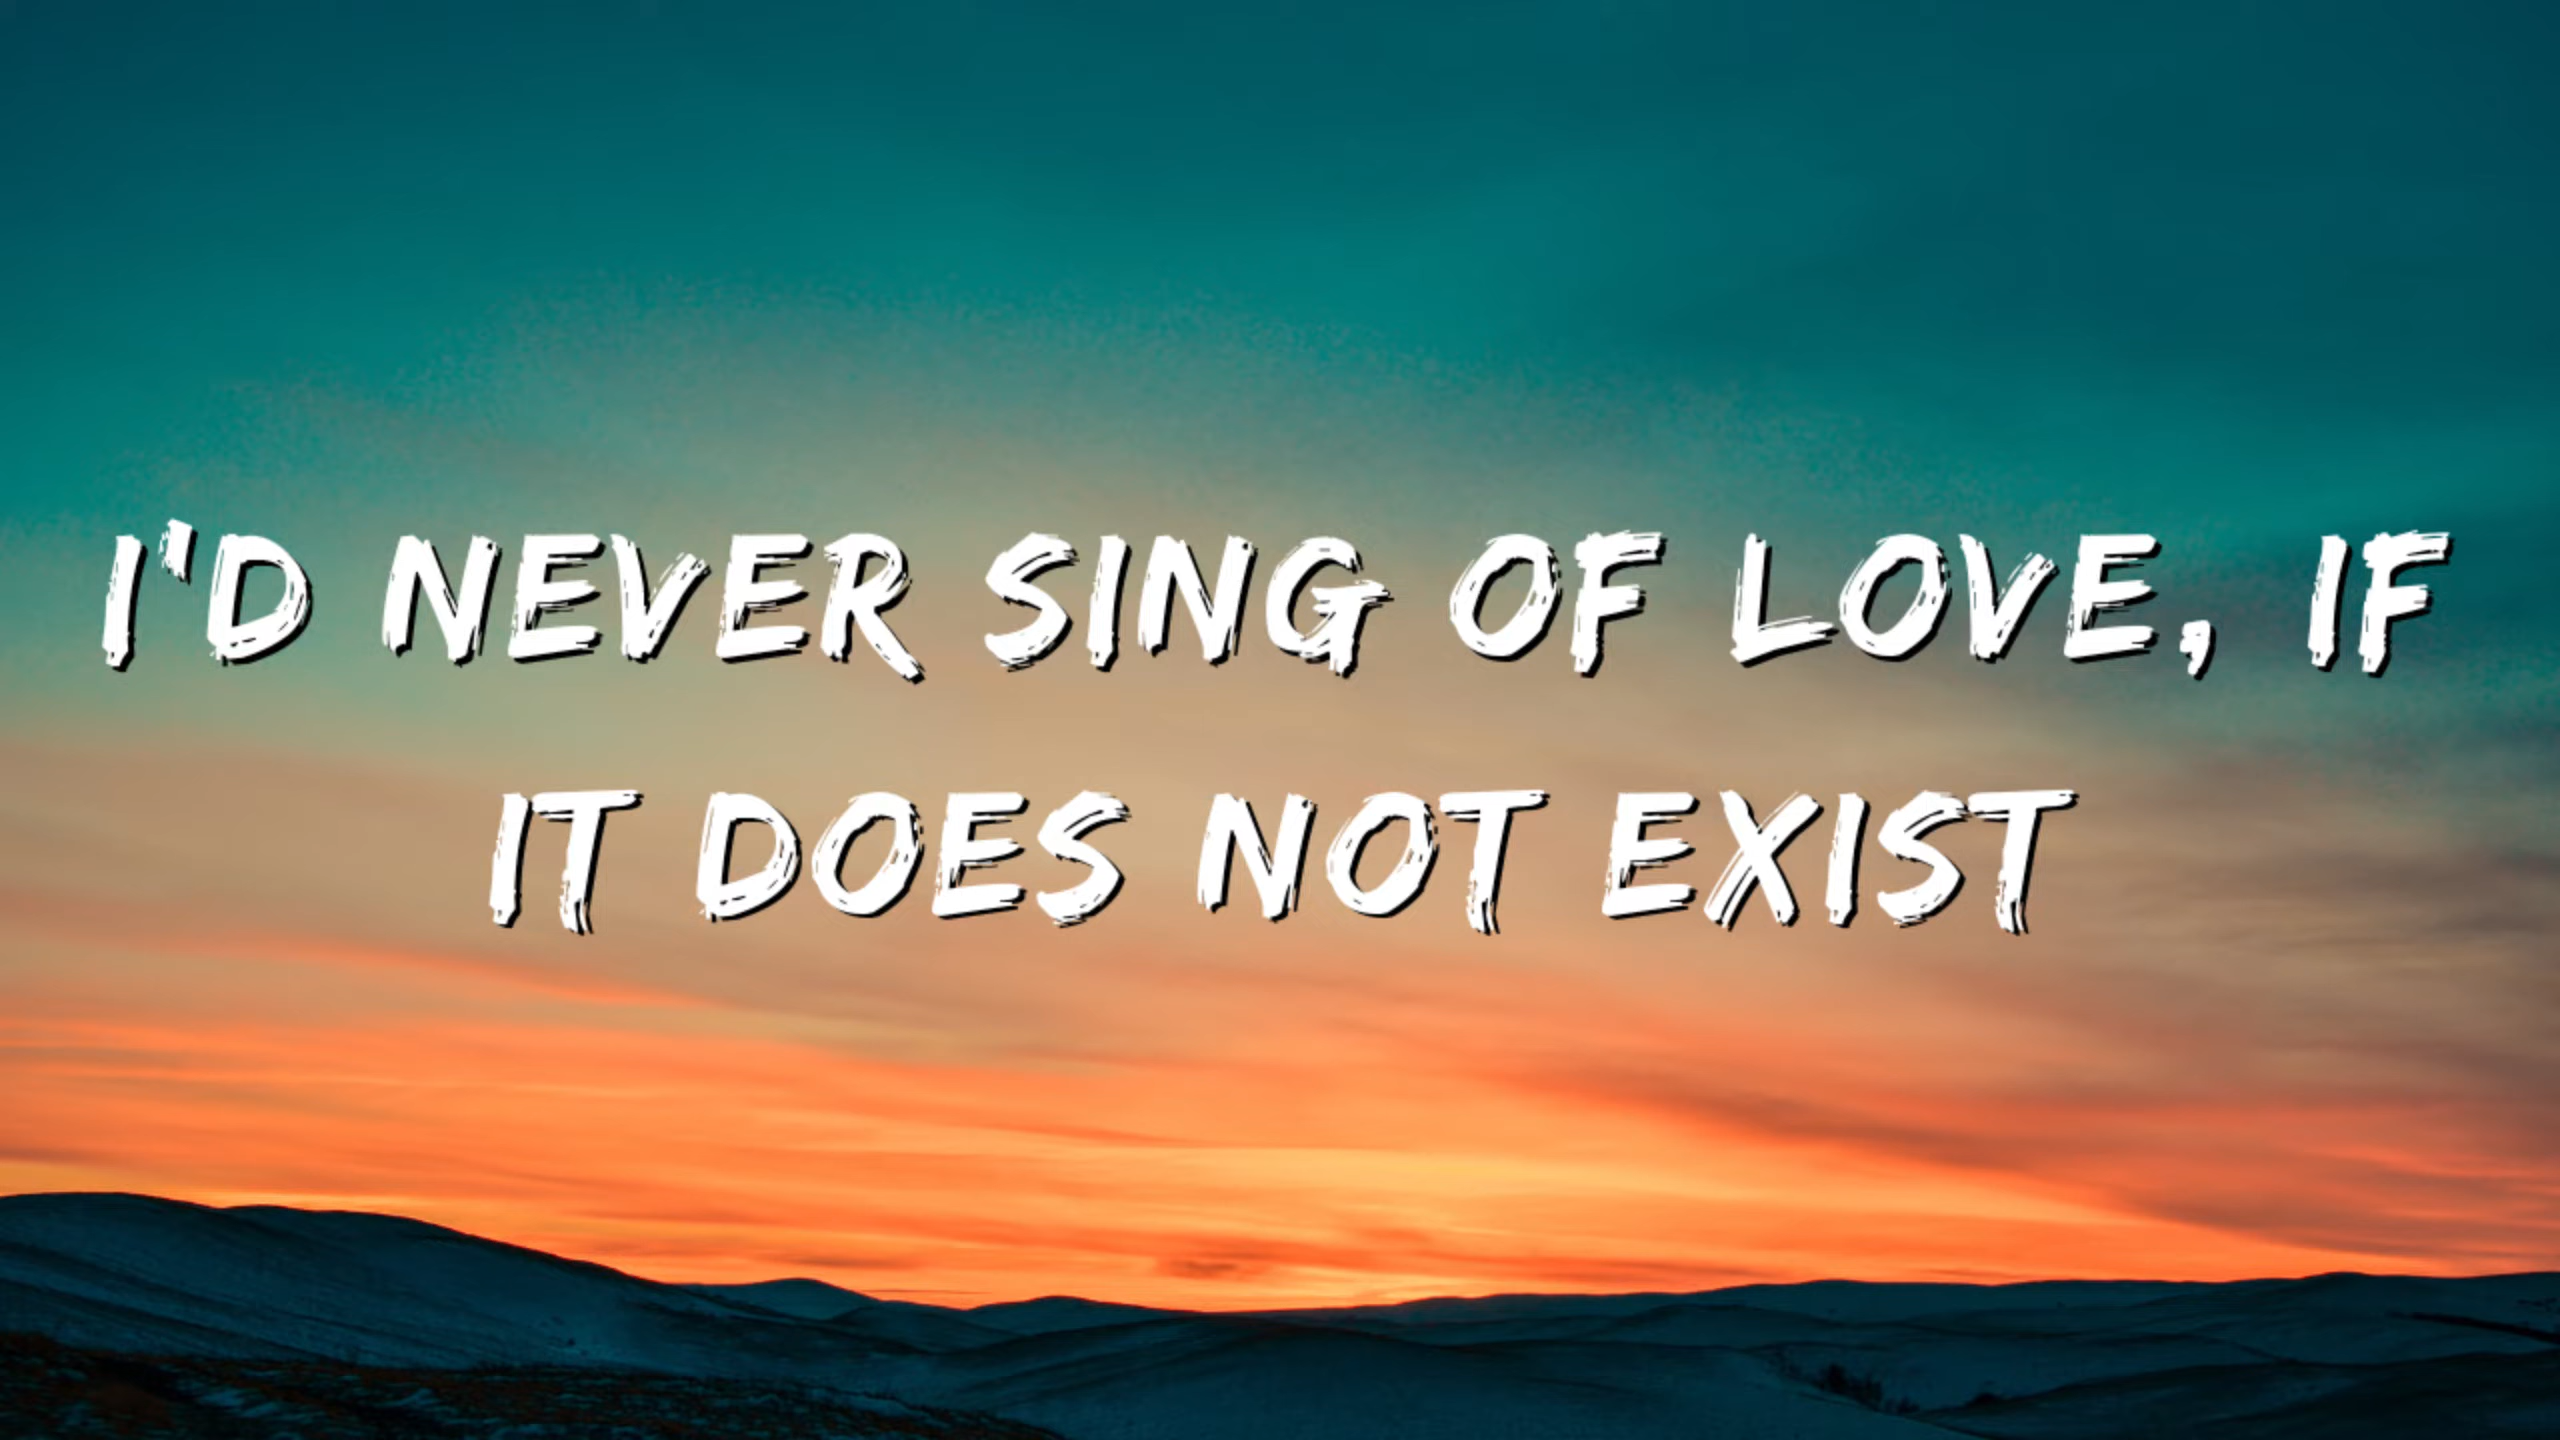 I'D NEVER SING OF LOVE, IF
IT DOES NOT EXIST